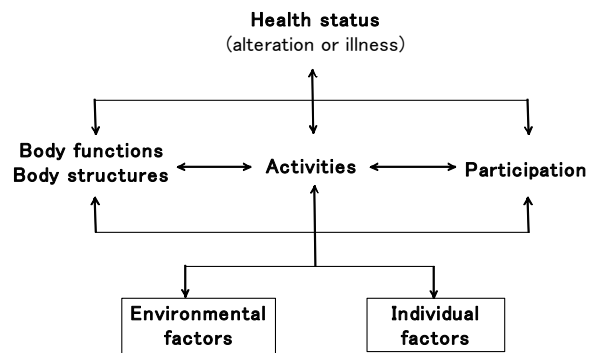 Health status
(alteration or illness)
Body functions
Body structures
Activities
Participation
Environmental
factors
Individual
factors